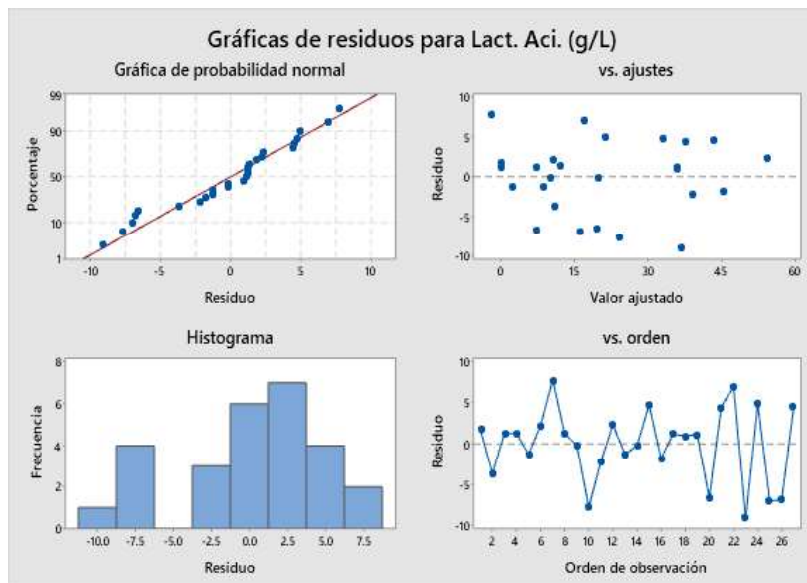 Gráficas de residuos para Lact. Aci. (g/L)
Gráfica de probabilidad normal
99
90
50
10
1
Porcentaje
-10 -5 0 5 10
Residuo
vs. ajustes
10
5
0
-5
-10
Residuo
0 15 30 45 60
Valor ajustado
Histograma
8
6
4
2
0
Frecuencia
-10.0 -7.5 -5.0 -2.5 0.0 2.5 5.0 7.5
Residuo
vs. orden
10
5
0
-5
-10
Residuo
2 4 6 8 10 12 14 16 18 20 22 24 26
Orden de observación